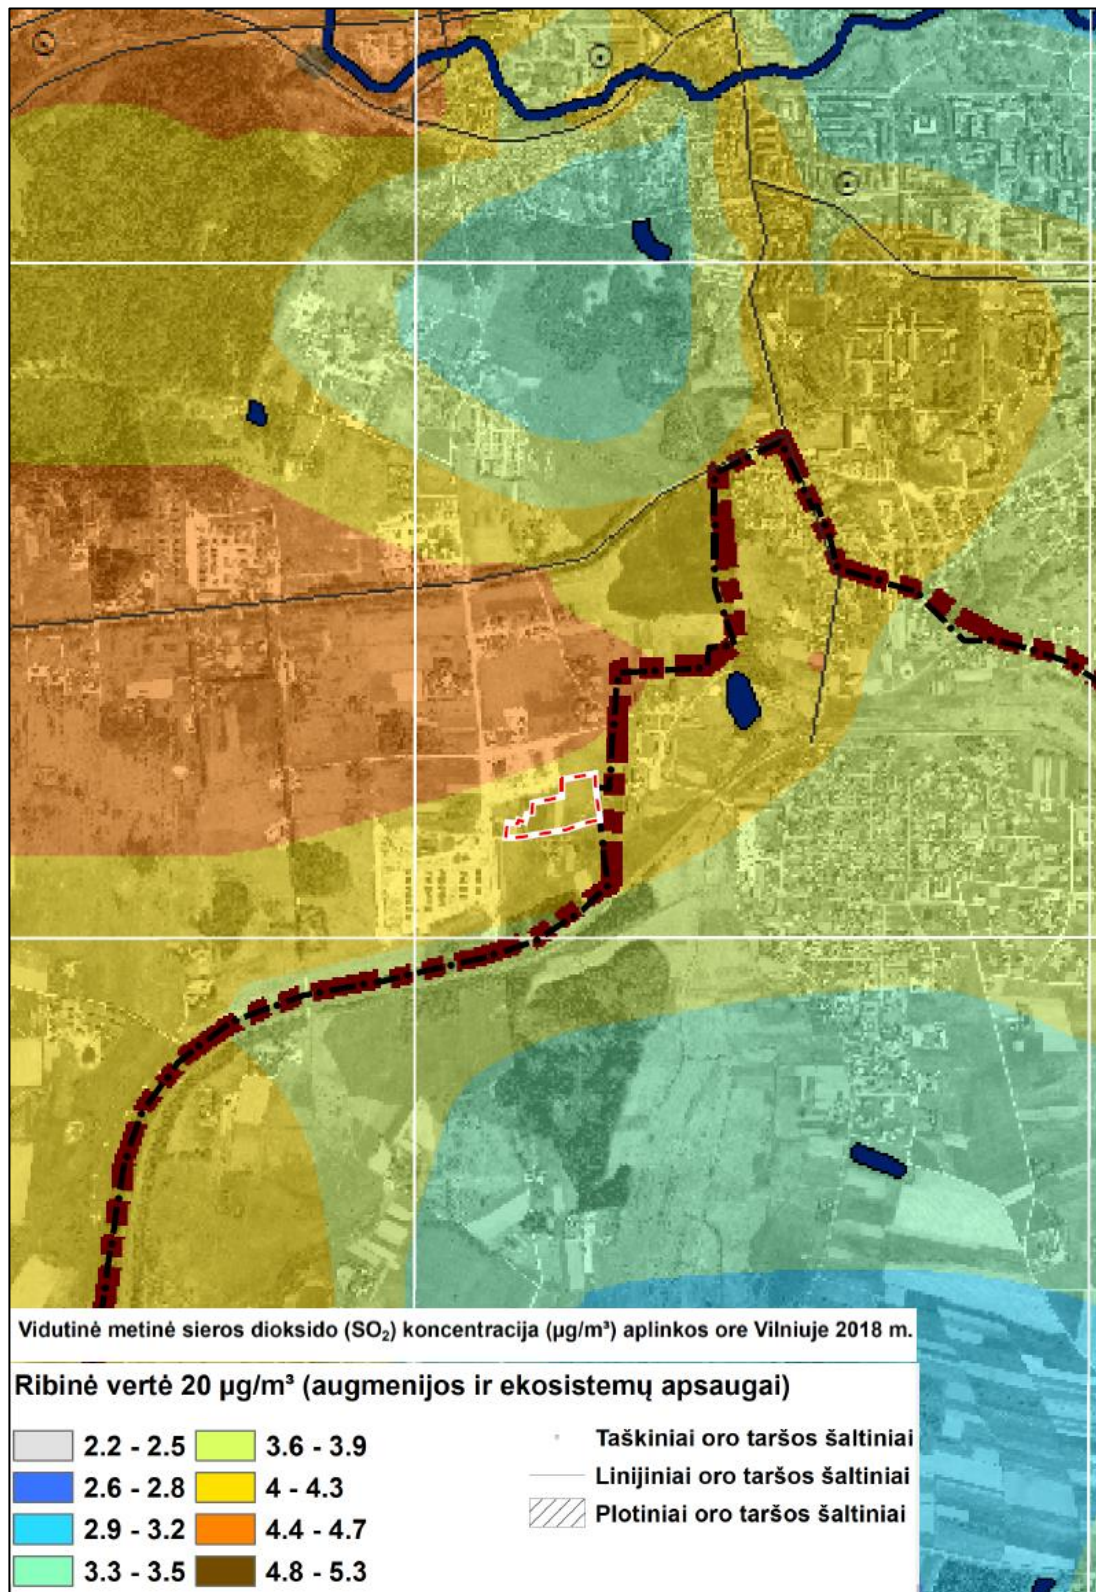 Vidutinė metinė sieros dioksido (SO₂) koncentracija (µg/m³) aplinkos ore Vilniuje 2018 m.
Ribinė vertė 20 µg/m³ (augmenijos ir ekosistemų apsaugai)
2.2 - 2.5
2.6 - 2.8
2.9 - 3.2
3.3 - 3.5
3.6 - 3.9
4 - 4.3
4.4 - 4.7
4.8 - 5.3
Taškiniai oro taršos šaltiniai
Linijiniai oro taršos šaltiniai
Plotiniai oro taršos šaltiniai